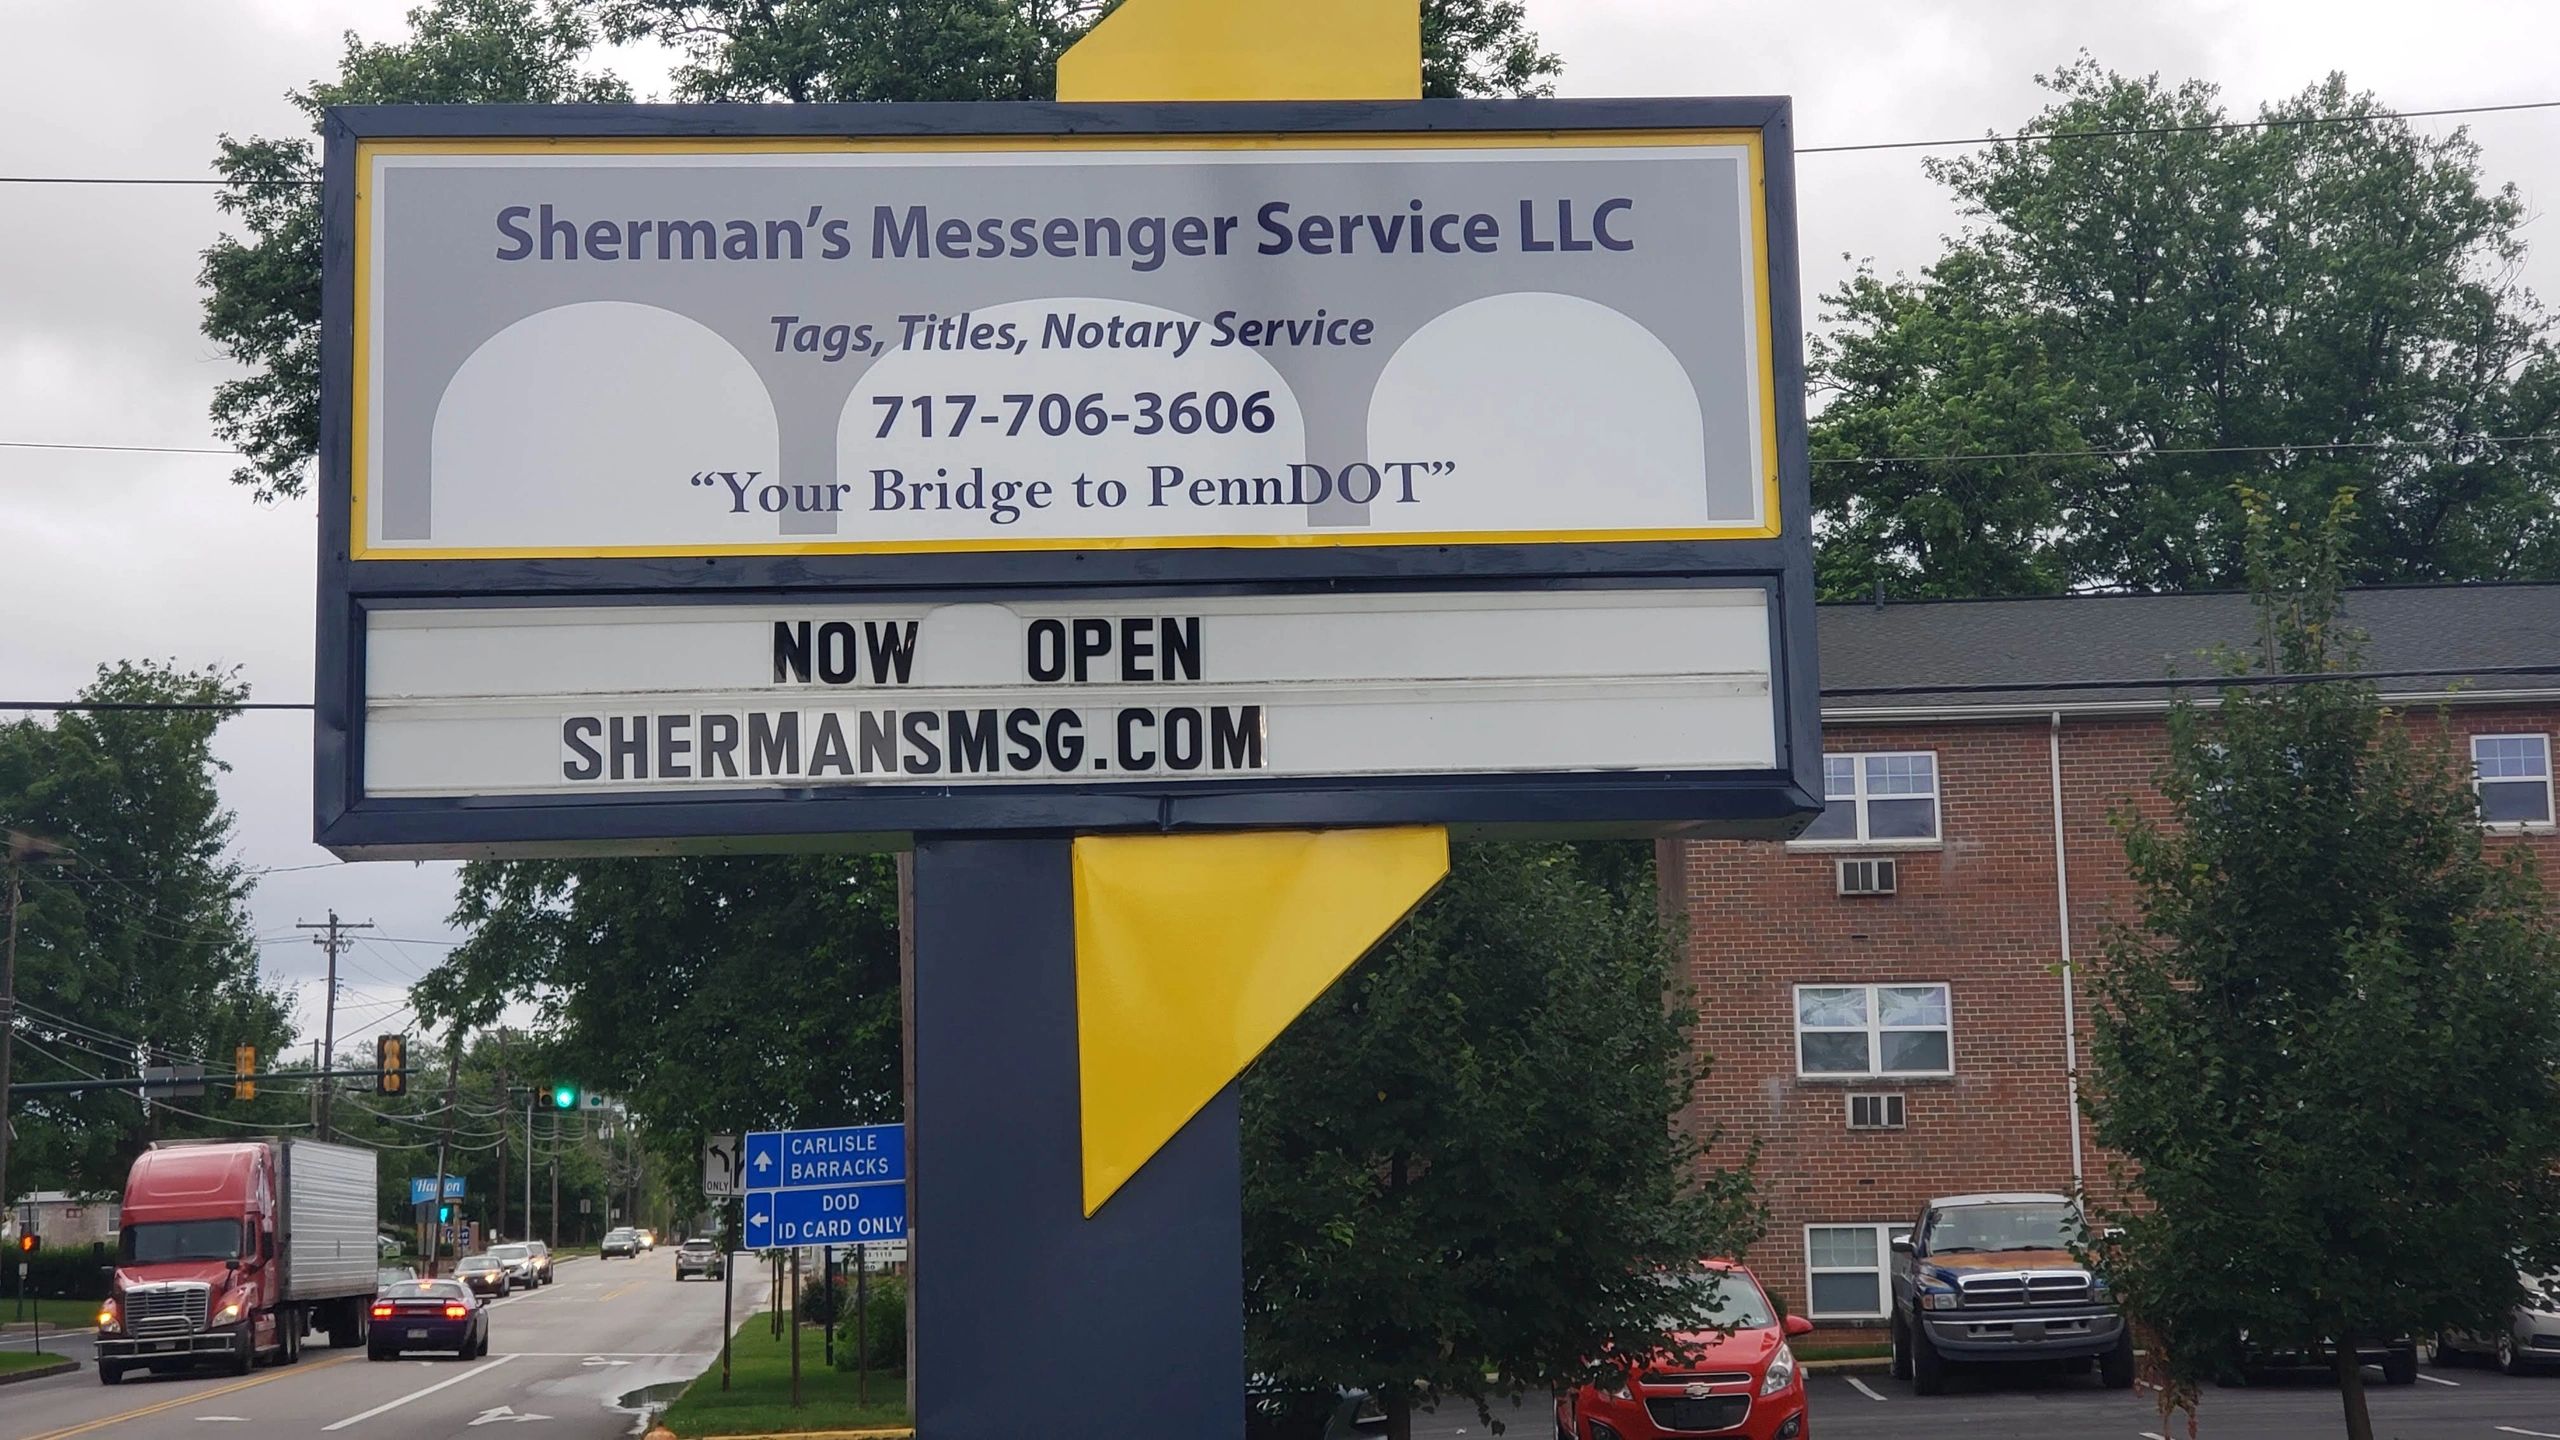 Sherman's Messenger Service LLC
Tags, Titles, Notary Service
717-706-3606
“Your Bridge to PennDOT”
NOW OPEN
SHERMANSMSG.COM
CARLISLE
BARRACKS
DOD
ID CARD ONLY
ONLY